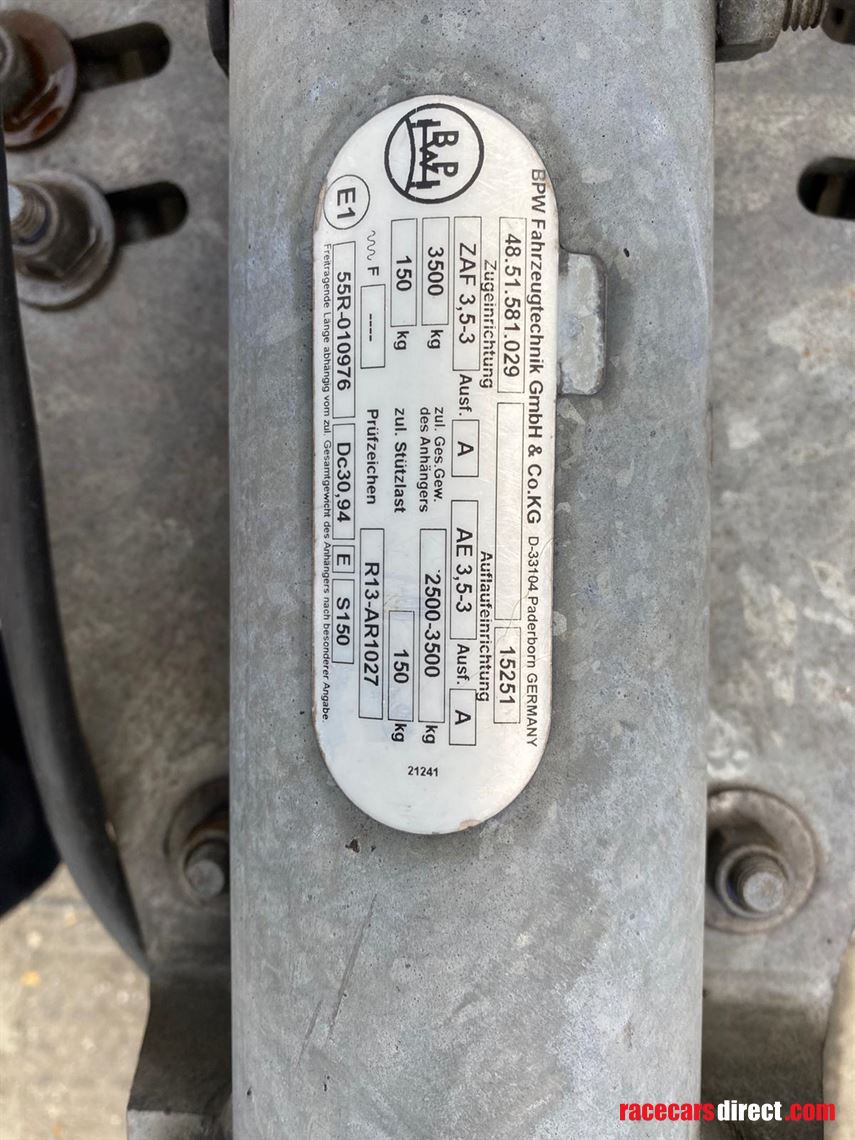 BPW
BPW Fahrzeugtechnik GmbH & Co.KG D-33104 Paderborn GERMANY
48.51.581.029 15251
Zugeinrichtung Auflaufeinrichtung
ZAF 3,5-3 Ausf. A AE 3,5-3 Ausf. A
3500 kg zul. Ges.Gew. des Anhängers 2500-3500 kg
150 kg zul. Stützlast 150 kg
F ---- Prüfzeichen R13-AR1027
E1 55R-010976 Dc30,94 E S150
Freitragende Länge abhängig vom zul. Gesamtgewicht des Anhängers nach besonderer Angabe.
21241
racecarsdirect.com